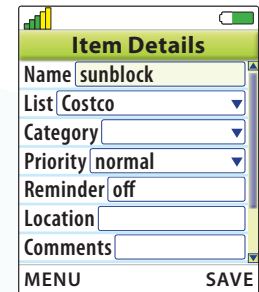 Item Details
Name sunblock
List Costco
Category
Priority normal
Reminder off
Location
Comments
MENU SAVE